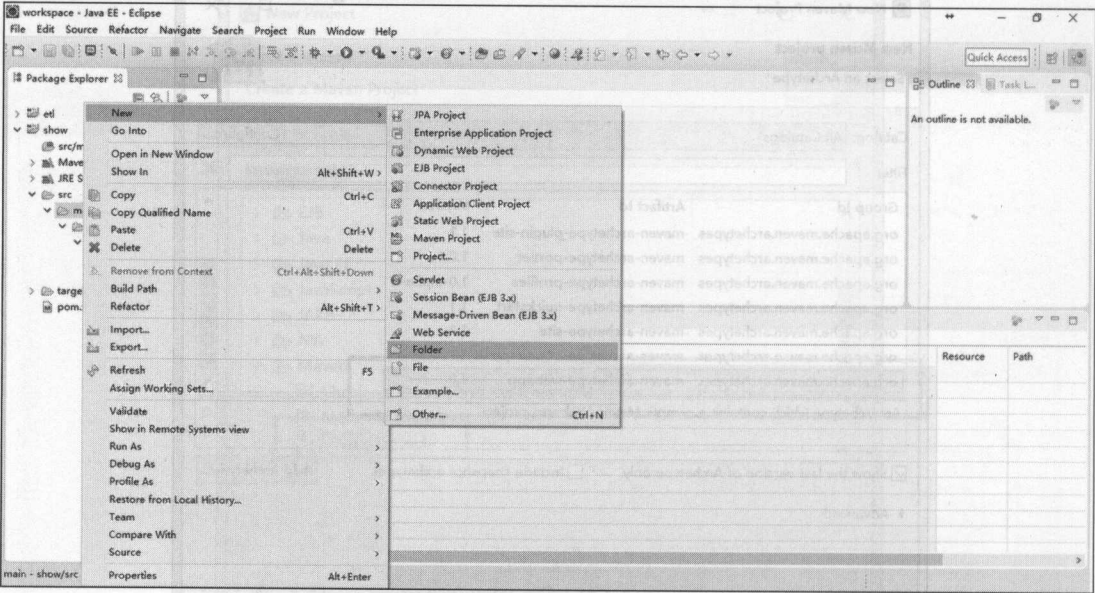 workspace - Java EE - Eclipse
File Edit Source Refactor Navigate Search Project Run Window Help
Quick Access
Package Explorer
Outline
Task L...
An outline is not available.
etl
show
src/m
Mave
JRE S
src
m
targe
pom.
New
Go Into
Open in New Window
Show In Alt+Shift+W >
Copy Ctrl+C
Copy Qualified Name
Paste Ctrl+V
Delete Delete
Remove from Context Ctrl+Alt+Shift+Down
Build Path
Refactor Alt+Shift+T >
Import...
Export...
Refresh F5
Assign Working Sets...
Validate
Show in Remote Systems view
Run As
Debug As
Profile As
Restore from Local History...
Team
Compare With
Source
Properties Alt+Enter
JPA Project
Enterprise Application Project
Dynamic Web Project
EJB Project
Connector Project
Application Client Project
Static Web Project
Maven Project
Project...
Servlet
Session Bean (EJB 3.x)
Message-Driven Bean (EJB 3.x)
Web Service
Folder
File
Example...
Other... Ctrl+N
Resource Path
main - show/src